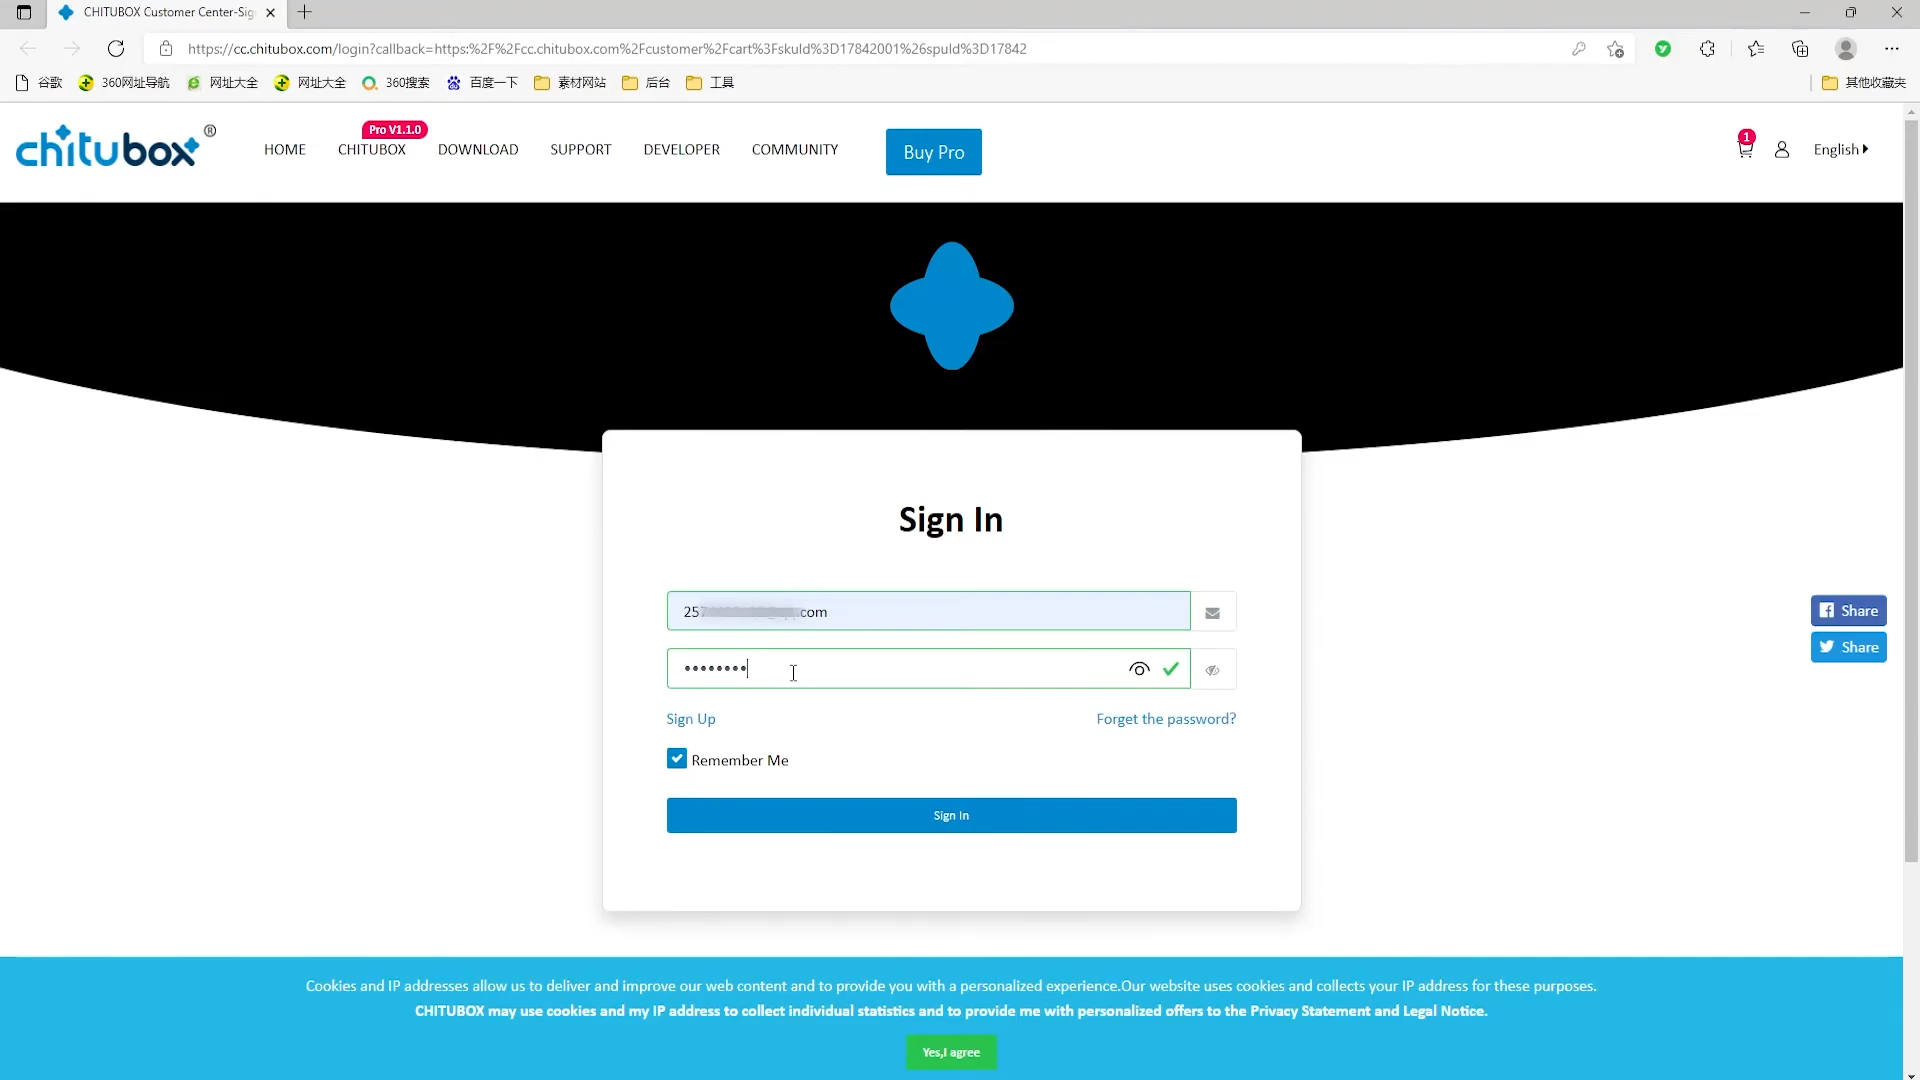 CHITUBOX Customer Center-Sig
https://cc.chitubox.com/login?callback=https:%2F%2Fcc.chitubox.com%2Fcustomer%2Fcart%3FskuId%3D17842001%26spuId%3D17842
谷歌 360网址导航 网址大全 网址大全 360搜索 百度一下 素材网站 后台 工具 其他收藏夹
chitubox®
HOME CHITUBOX DOWNLOAD SUPPORT DEVELOPER COMMUNITY
Pro V1.1.0
Buy Pro
1
English
Sign In
257 .com
Sign Up Forget the password?
Remember Me
Sign In
Share
Share
Cookies and IP addresses allow us to deliver and improve our web content and to provide you with a personalized experience.Our website uses cookies and collects your IP address for these purposes.
CHITUBOX may use cookies and my IP address to collect individual statistics and to provide me with personalized offers to the Privacy Statement and Legal Notice.
Yes,I agree